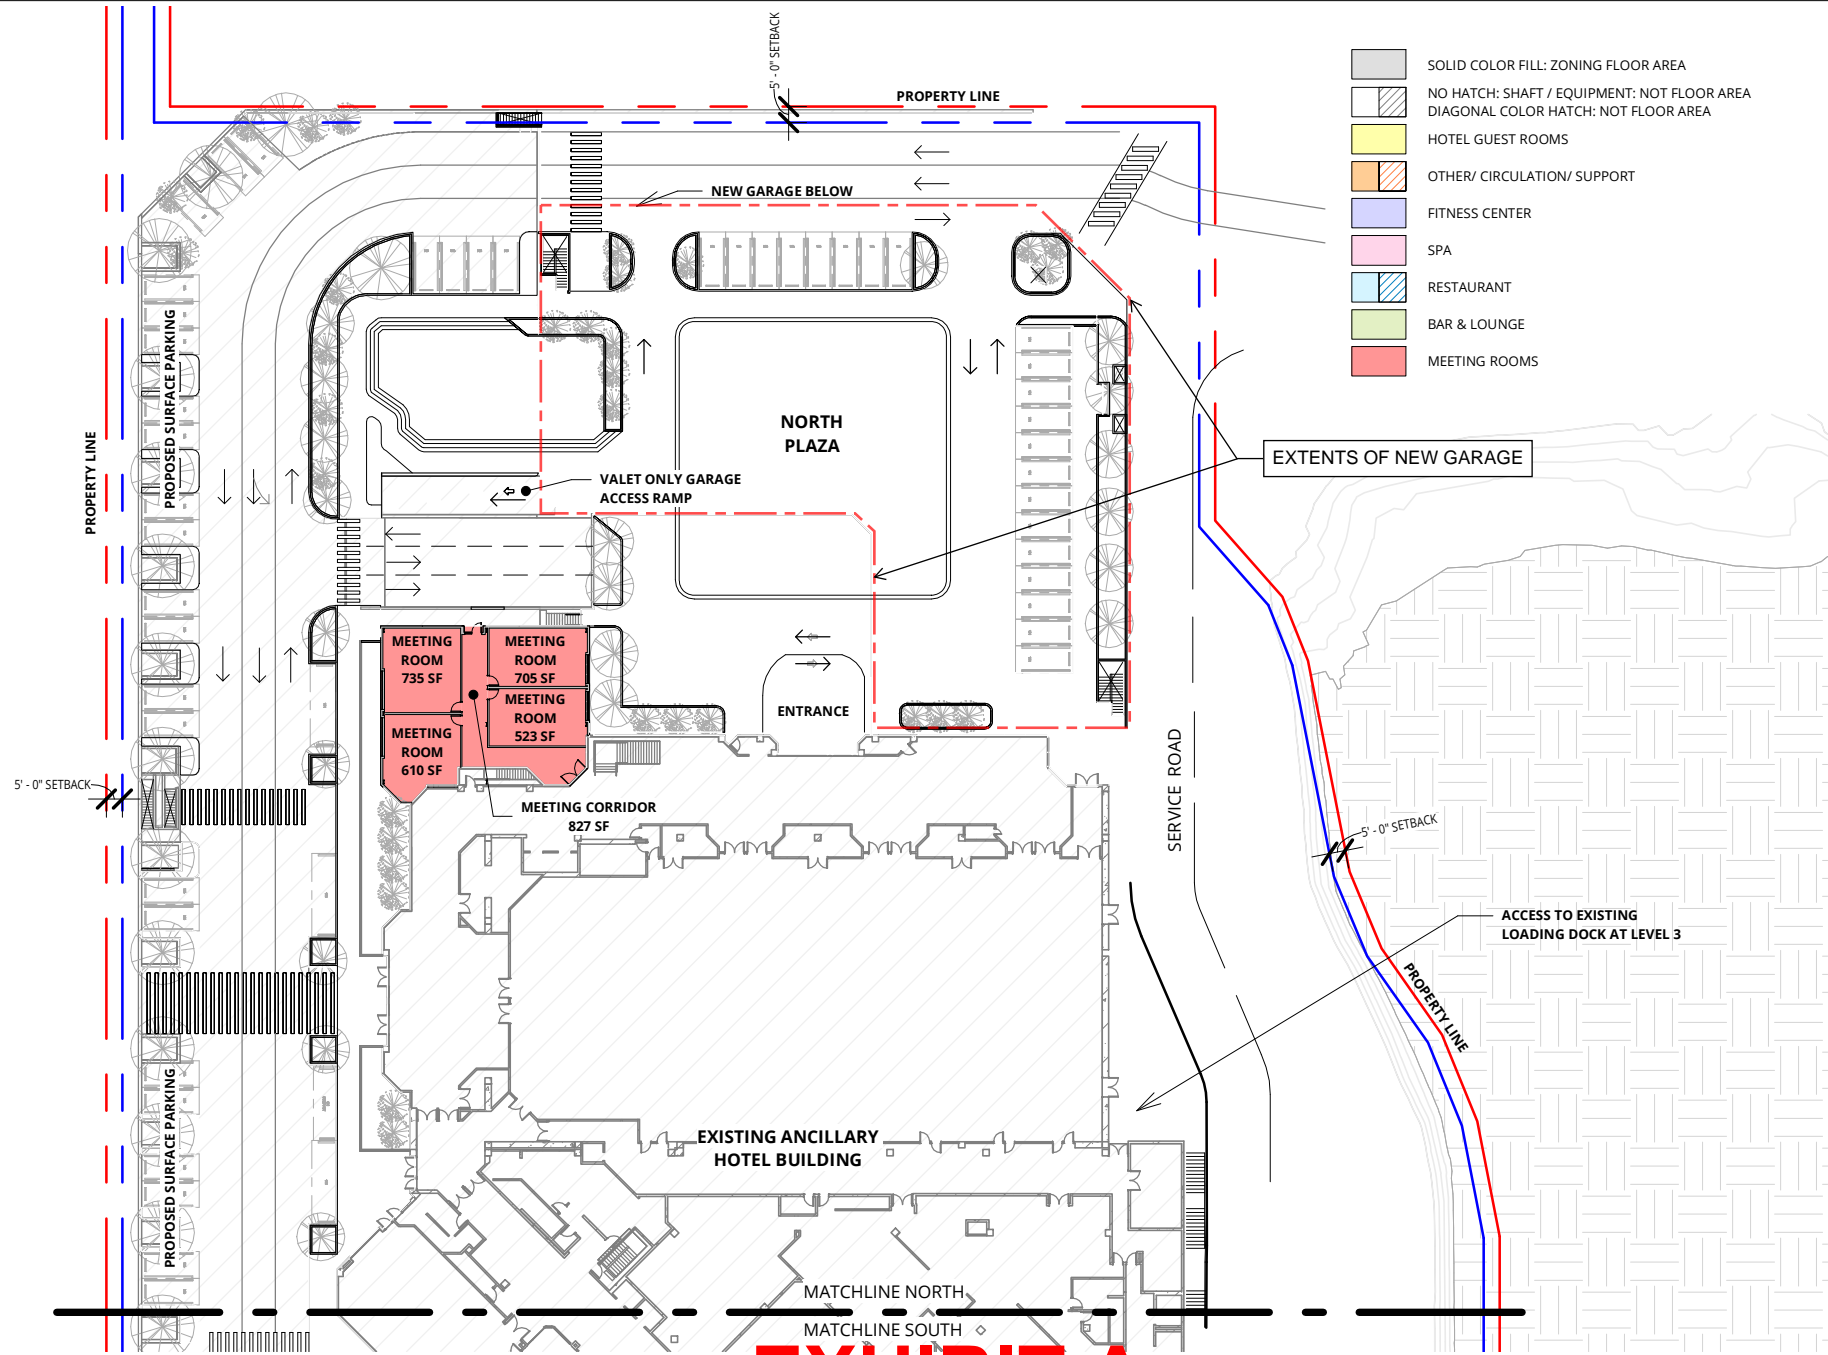 5' - 0" SETBACK
PROPERTY LINE
SOLID COLOR FILL: ZONING FLOOR AREA
NO HATCH: SHAFT / EQUIPMENT: NOT FLOOR AREA
DIAGONAL COLOR HATCH: NOT FLOOR AREA
HOTEL GUEST ROOMS
OTHER/ CIRCULATION/ SUPPORT
FITNESS CENTER
SPA
RESTAURANT
BAR & LOUNGE
MEETING ROOMS
NEW GARAGE BELOW
PROPOSED SURFACE PARKING
PROPERTY LINE
NORTH
PLAZA
EXTENTS OF NEW GARAGE
VALET ONLY GARAGE
ACCESS RAMP
MEETING
ROOM
735 SF
MEETING
ROOM
705 SF
MEETING
ROOM
523 SF
MEETING
ROOM
610 SF
ENTRANCE
5' - 0" SETBACK
MEETING CORRIDOR
827 SF
SERVICE ROAD
5' - 0" SETBACK
ACCESS TO EXISTING
LOADING DOCK AT LEVEL 3
PROPERTY LINE
PROPOSED SURFACE PARKING
EXISTING ANCILLARY
HOTEL BUILDING
MATCHLINE NORTH
MATCHLINE SOUTH
EXHIBIT A